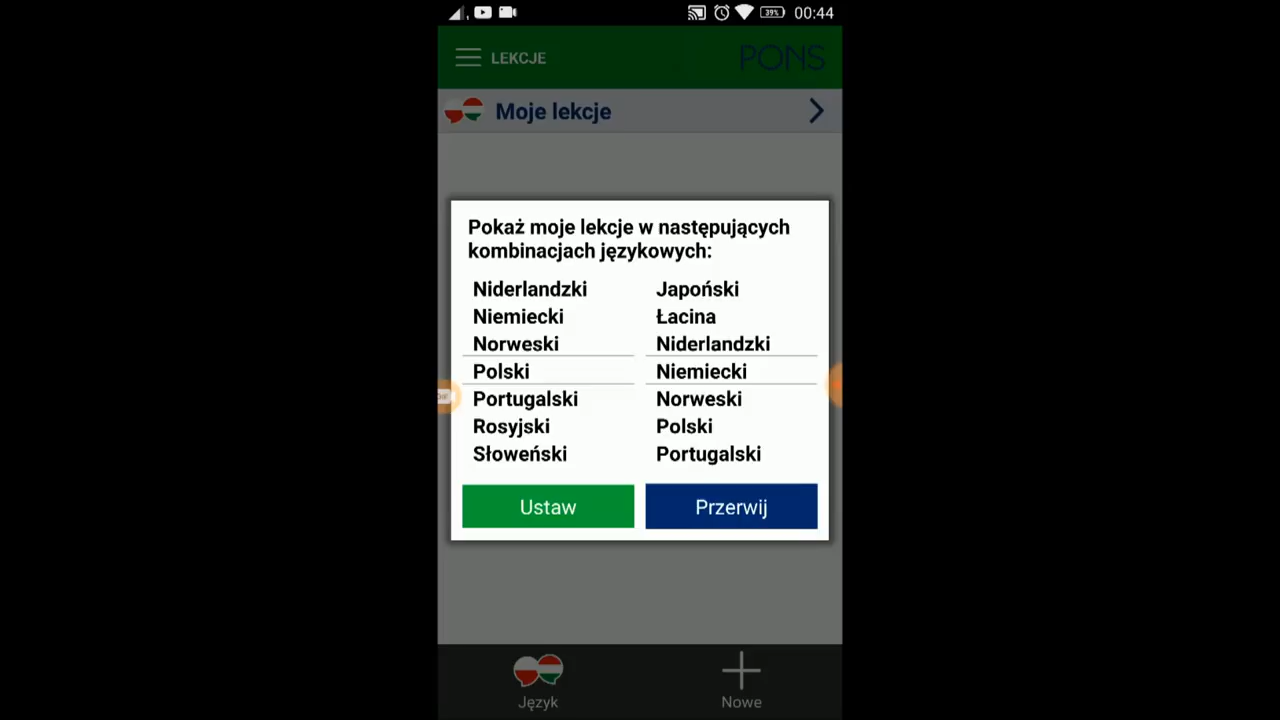 39% 00:44
LEKCJE PONS
Moje lekcje
Pokaż moje lekcje w następujących
kombinacjach językowych:
Niderlandzki Japoński
Niemiecki Łacina
Norweski Niderlandzki
Polski Niemiecki
Portugalski Norweski
Rosyjski Polski
Słoweński Portugalski
Ustaw Przerwij
Język Nowe